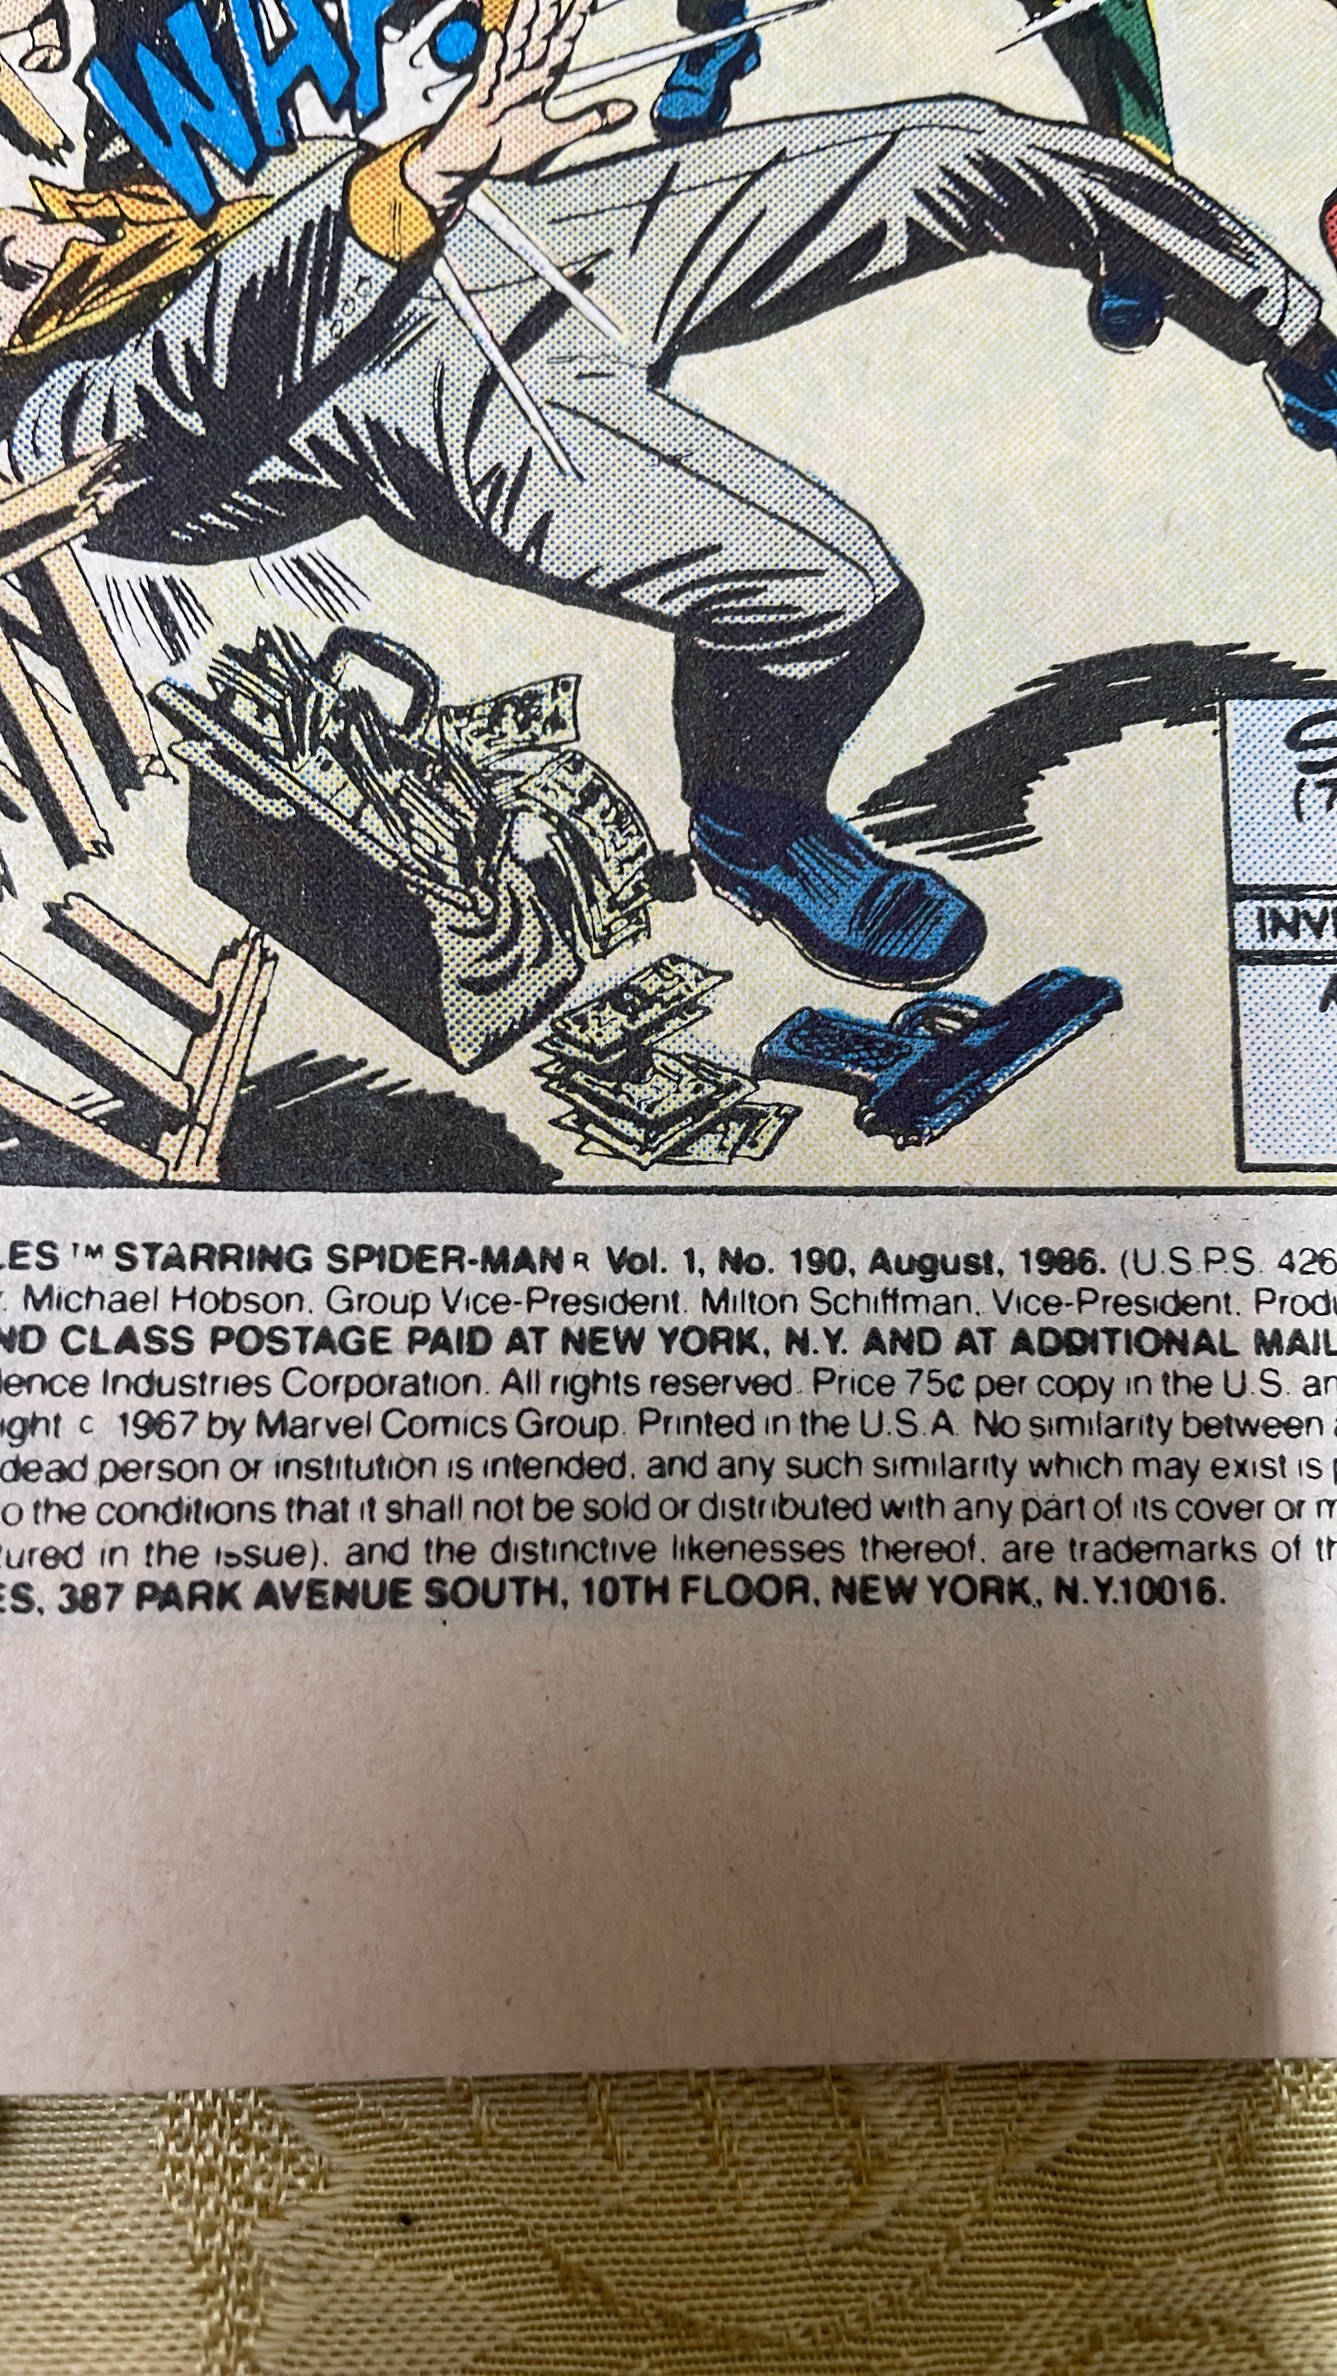 WAP
(7
INVI
LES™ STARRING SPIDER-MAN® Vol. 1, No. 190, August, 1986. (U.S.P.S. 426
. Michael Hobson. Group Vice-President. Milton Schiffman, Vice-President. Produ
ND CLASS POSTAGE PAID AT NEW YORK, N.Y. AND AT ADDITIONAL MAIL
dence Industries Corporation. All rights reserved. Price 75¢ per copy in the U.S. an
ight c 1967 by Marvel Comics Group. Printed in the U.S.A. No similarity between a
dead person or institution is intended, and any such similarity which may exist is p
o the conditions that it shall not be sold or distributed with any part of its cover or m
tured in the issue), and the distinctive likenesses thereof, are trademarks of th
ES, 387 PARK AVENUE SOUTH, 10TH FLOOR, NEW YORK, N.Y.10016.